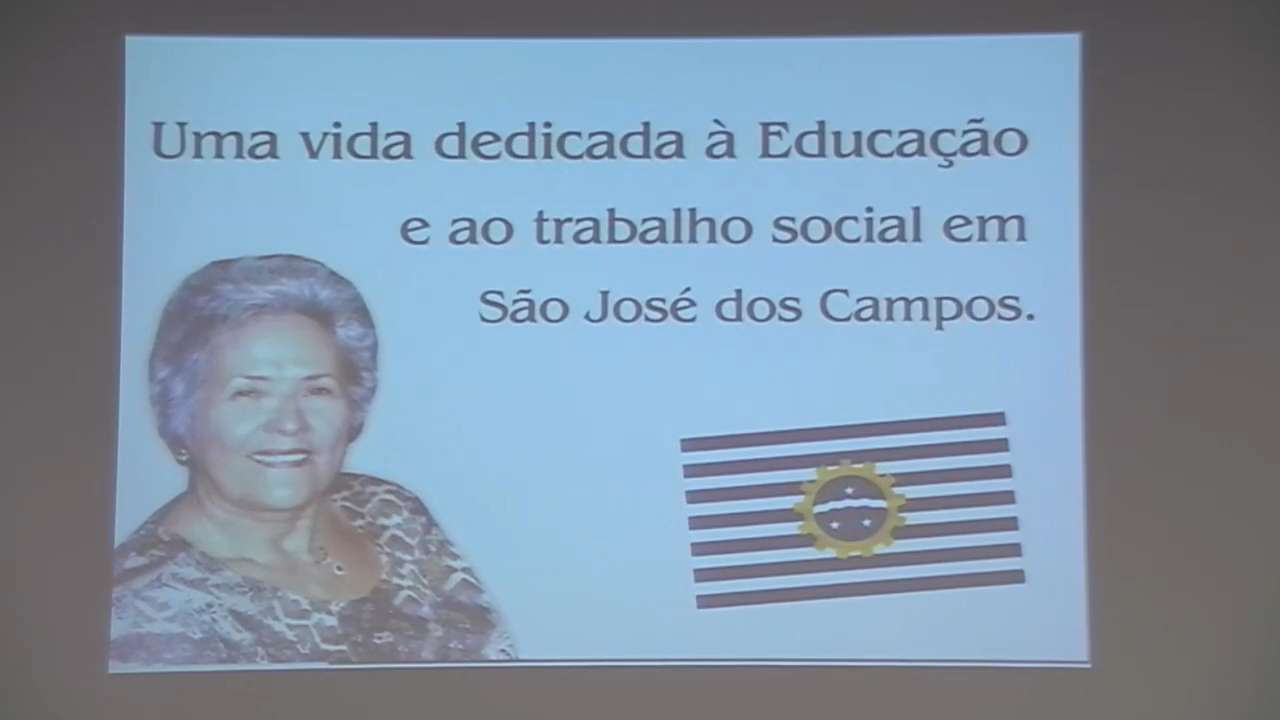 Uma vida dedicada à Educação
e ao trabalho social em
São José dos Campos.